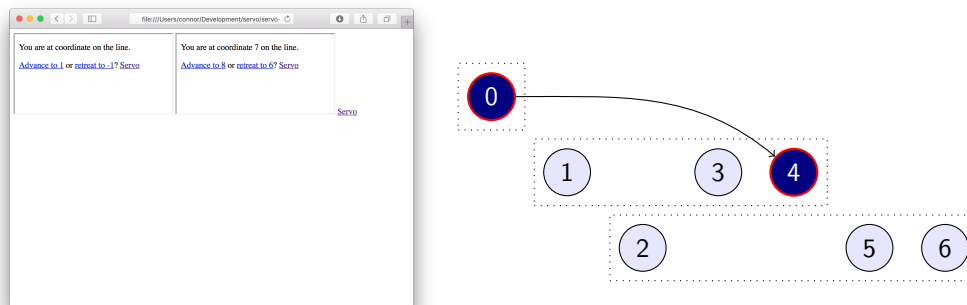 file:///Users/connor/Development/servo/servo-
You are at coordinate on the line.
Advance to 1 or retreat to -1? Servo
You are at coordinate 7 on the line.
Advance to 8 or retreat to 6? Servo
Servo
0
1 3 4
2 5 6